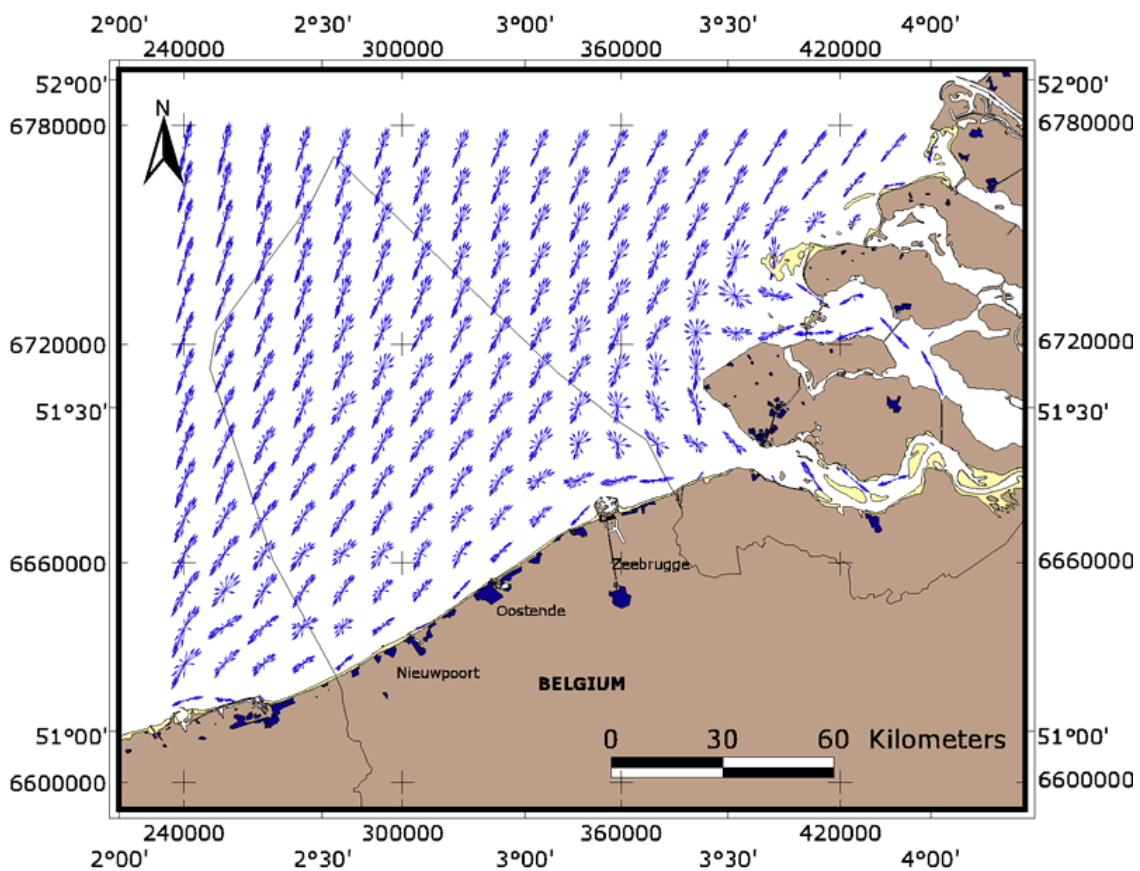 2°00' 2°30' 3°00' 3°30' 4°00'
240000 300000 360000 420000
52°00' 52°00'
N
6780000 6780000
6720000 6720000
51°30' 51°30'
6660000 6660000
Zeebrugge
Oostende
Nieuwpoort
BELGIUM
51°00' 51°00'
0 30 60 Kilometers
6600000 6600000
240000 300000 360000 420000
2°00' 2°30' 3°00' 3°30' 4°00'